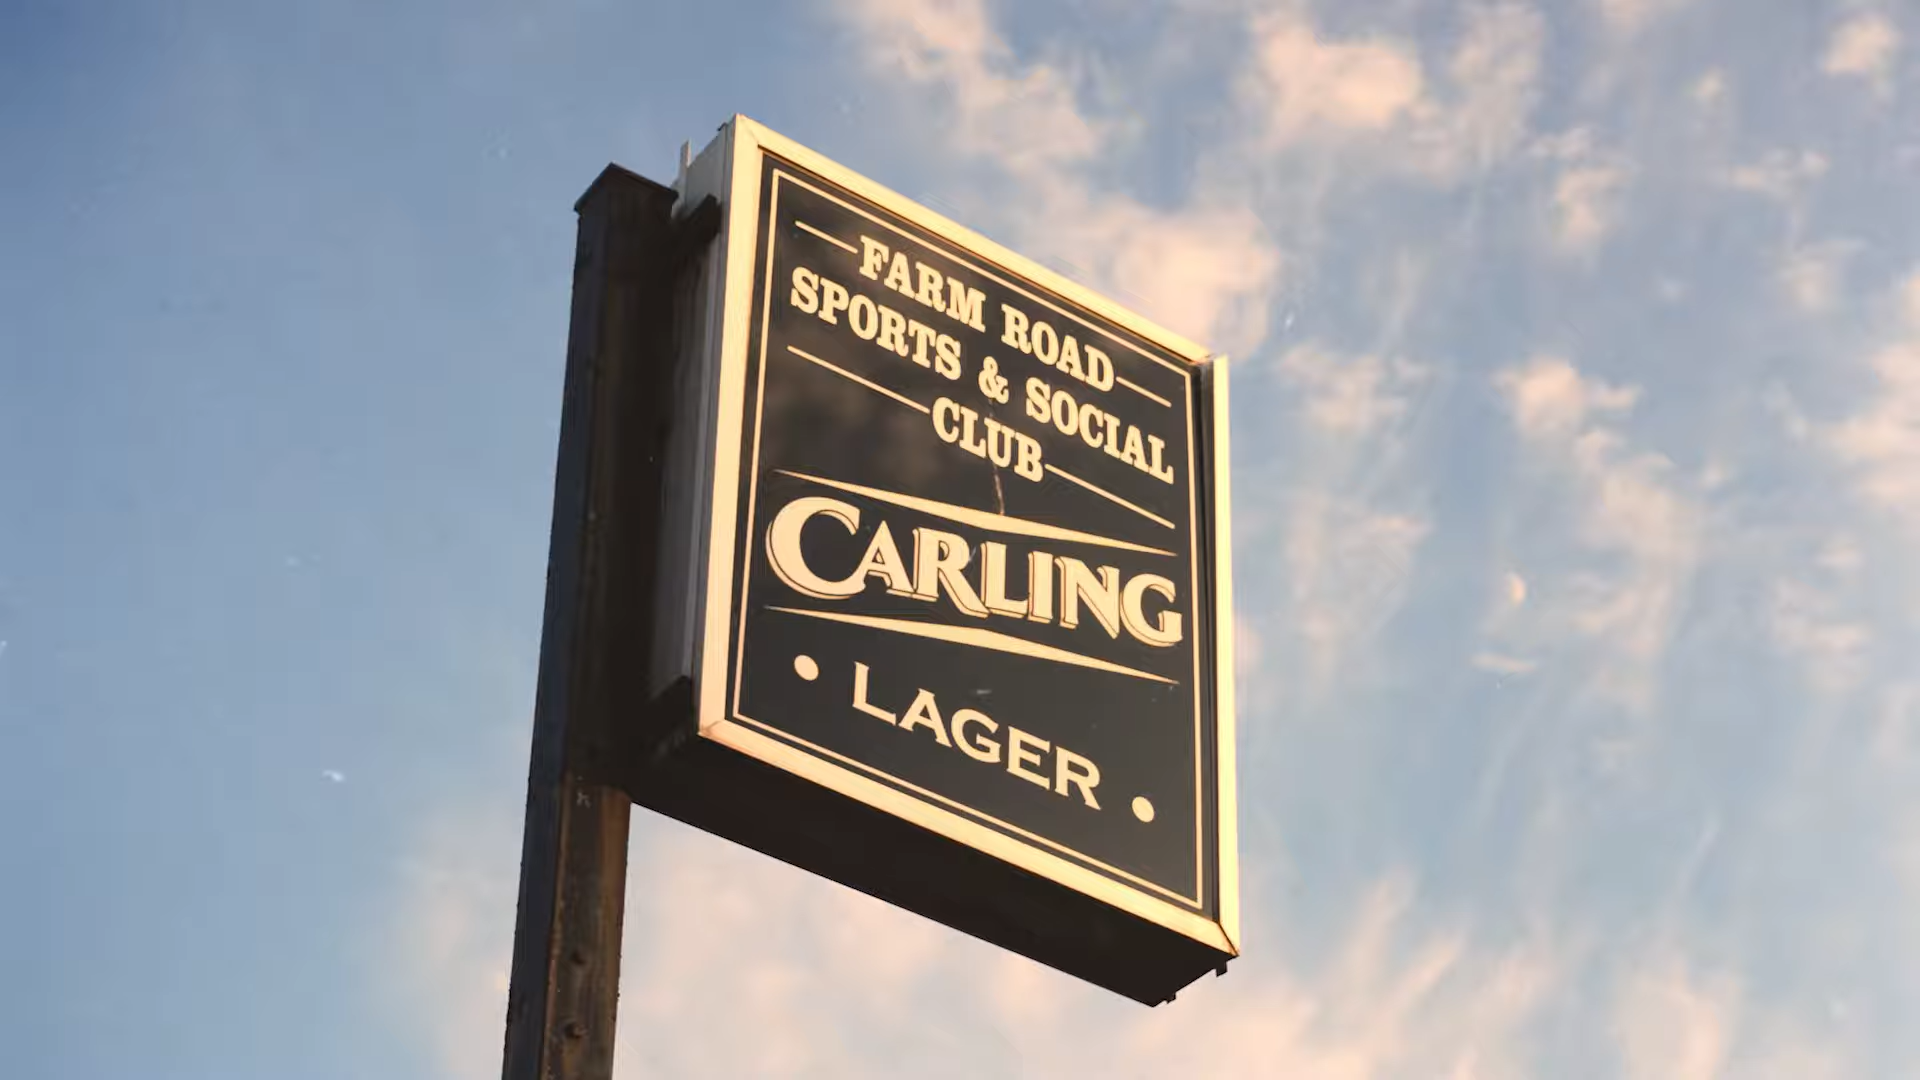 FARM ROAD
SPORTS & SOCIAL
CLUB
CARLING
• LAGER •